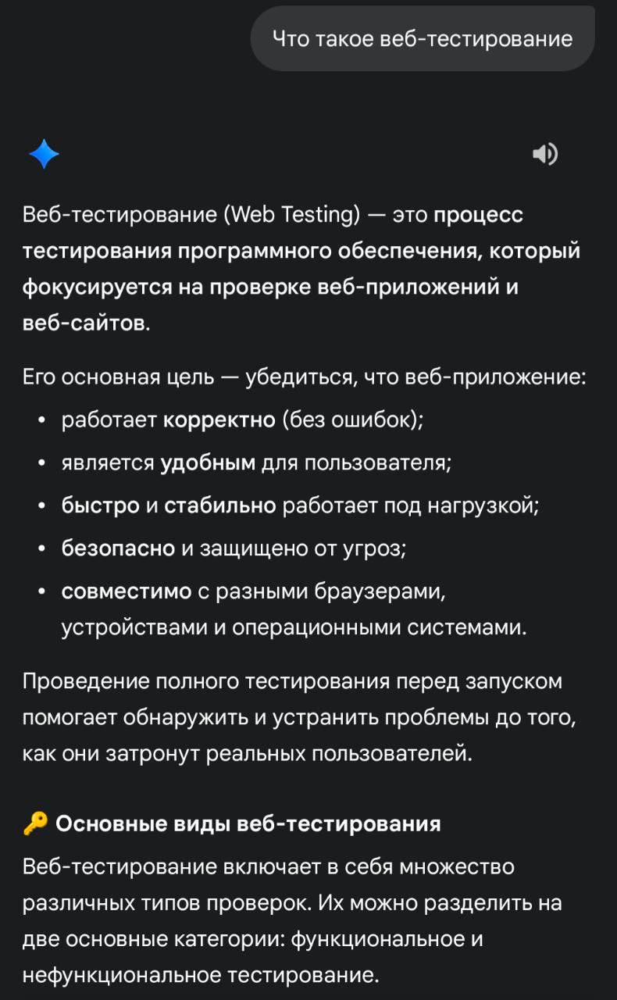 Что такое веб-тестирование
Веб-тестирование (Web Testing) — это процесс
тестирования программного обеспечения, который
фокусируется на проверке веб-приложений и
веб-сайтов.
Его основная цель — убедиться, что веб-приложение:
• работает корректно (без ошибок);
• является удобным для пользователя;
• быстро и стабильно работает под нагрузкой;
• безопасно и защищено от угроз;
• совместимо с разными браузерами,
устройствами и операционными системами.
Проведение полного тестирования перед запуском
помогает обнаружить и устранить проблемы до того,
как они затронут реальных пользователей.
🔑 Основные виды веб-тестирования
Веб-тестирование включает в себя множество
различных типов проверок. Их можно разделить на
две основные категории: функциональное и
нефункциональное тестирование.